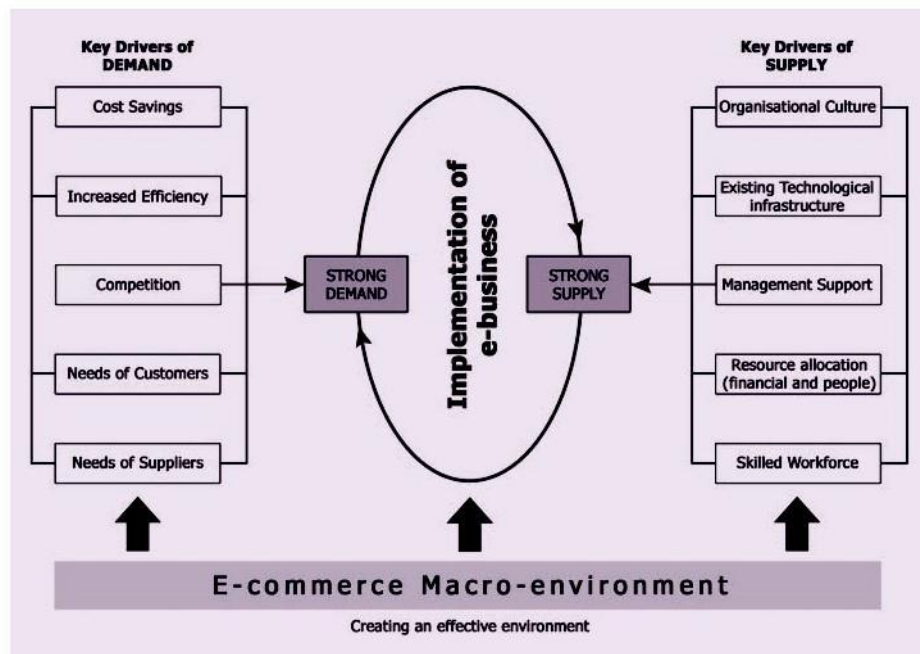 Key Drivers of
DEMAND
Cost Savings
Increased Efficiency
Competition
Needs of Customers
Needs of Suppliers
STRONG
DEMAND
Implementation of
e-business
STRONG
SUPPLY
Key Drivers of
SUPPLY
Organisational Culture
Existing Technological
infrastructure
Management Support
Resource allocation
(financial and people)
Skilled Workforce
E-commerce Macro-environment
Creating an effective environment